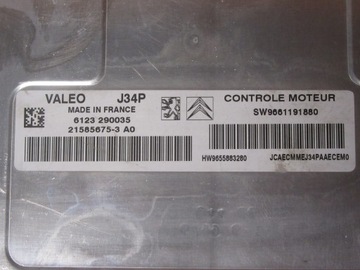 VALEO J34P
MADE IN FRANCE
6123 290035
21585675-3 A0
CONTROLE MOTEUR
SW9661191880
HW9655883280 JCAECMMEJ34PAAECEM0